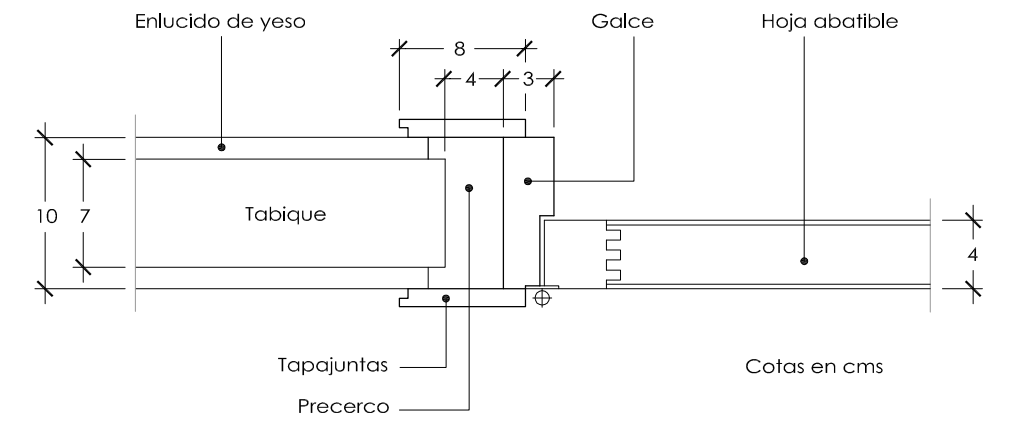 Enlucido de yeso
Galce
Hoja abatible
8
4
3
10
7
Tabique
4
Tapajuntas
Cotas en cms
Precerco